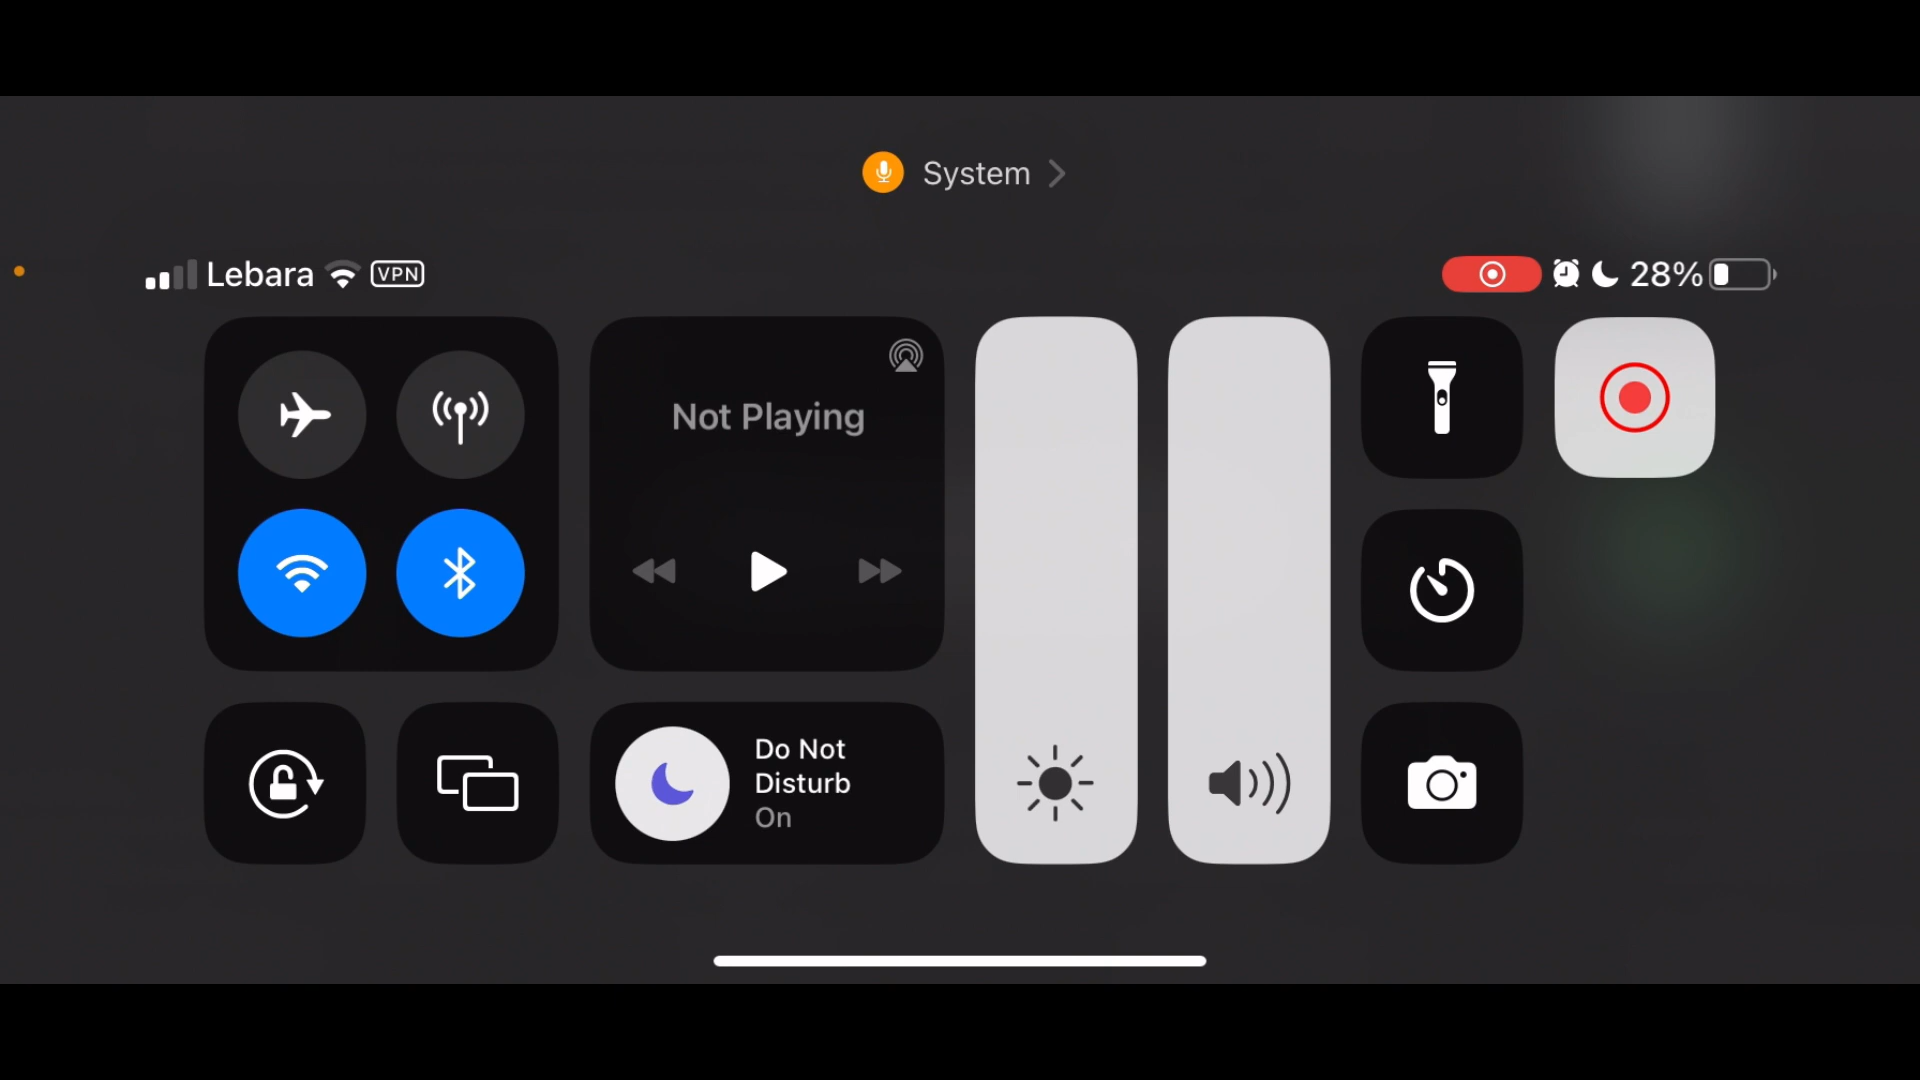 System
Lebara VPN
28%
Not Playing
Do Not
Disturb
On